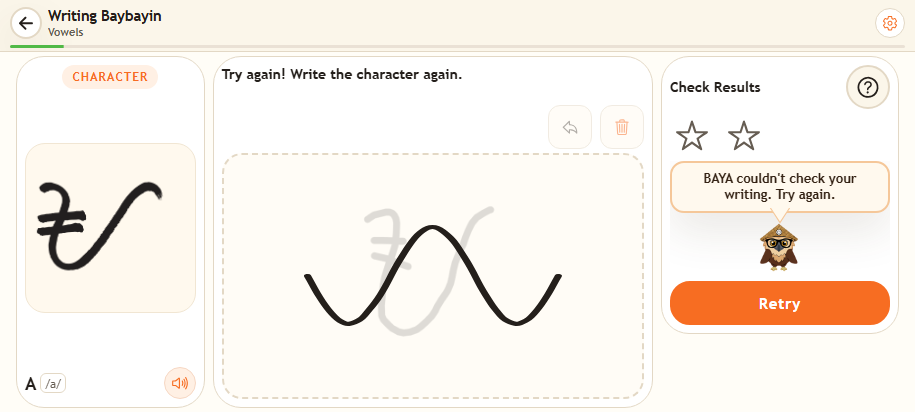 Writing Baybayin
Vowels
CHARACTER
ᜀ
A /a/
Try again! Write the character again.
Check Results
?
BAYA couldn't check your
writing. Try again.
Retry